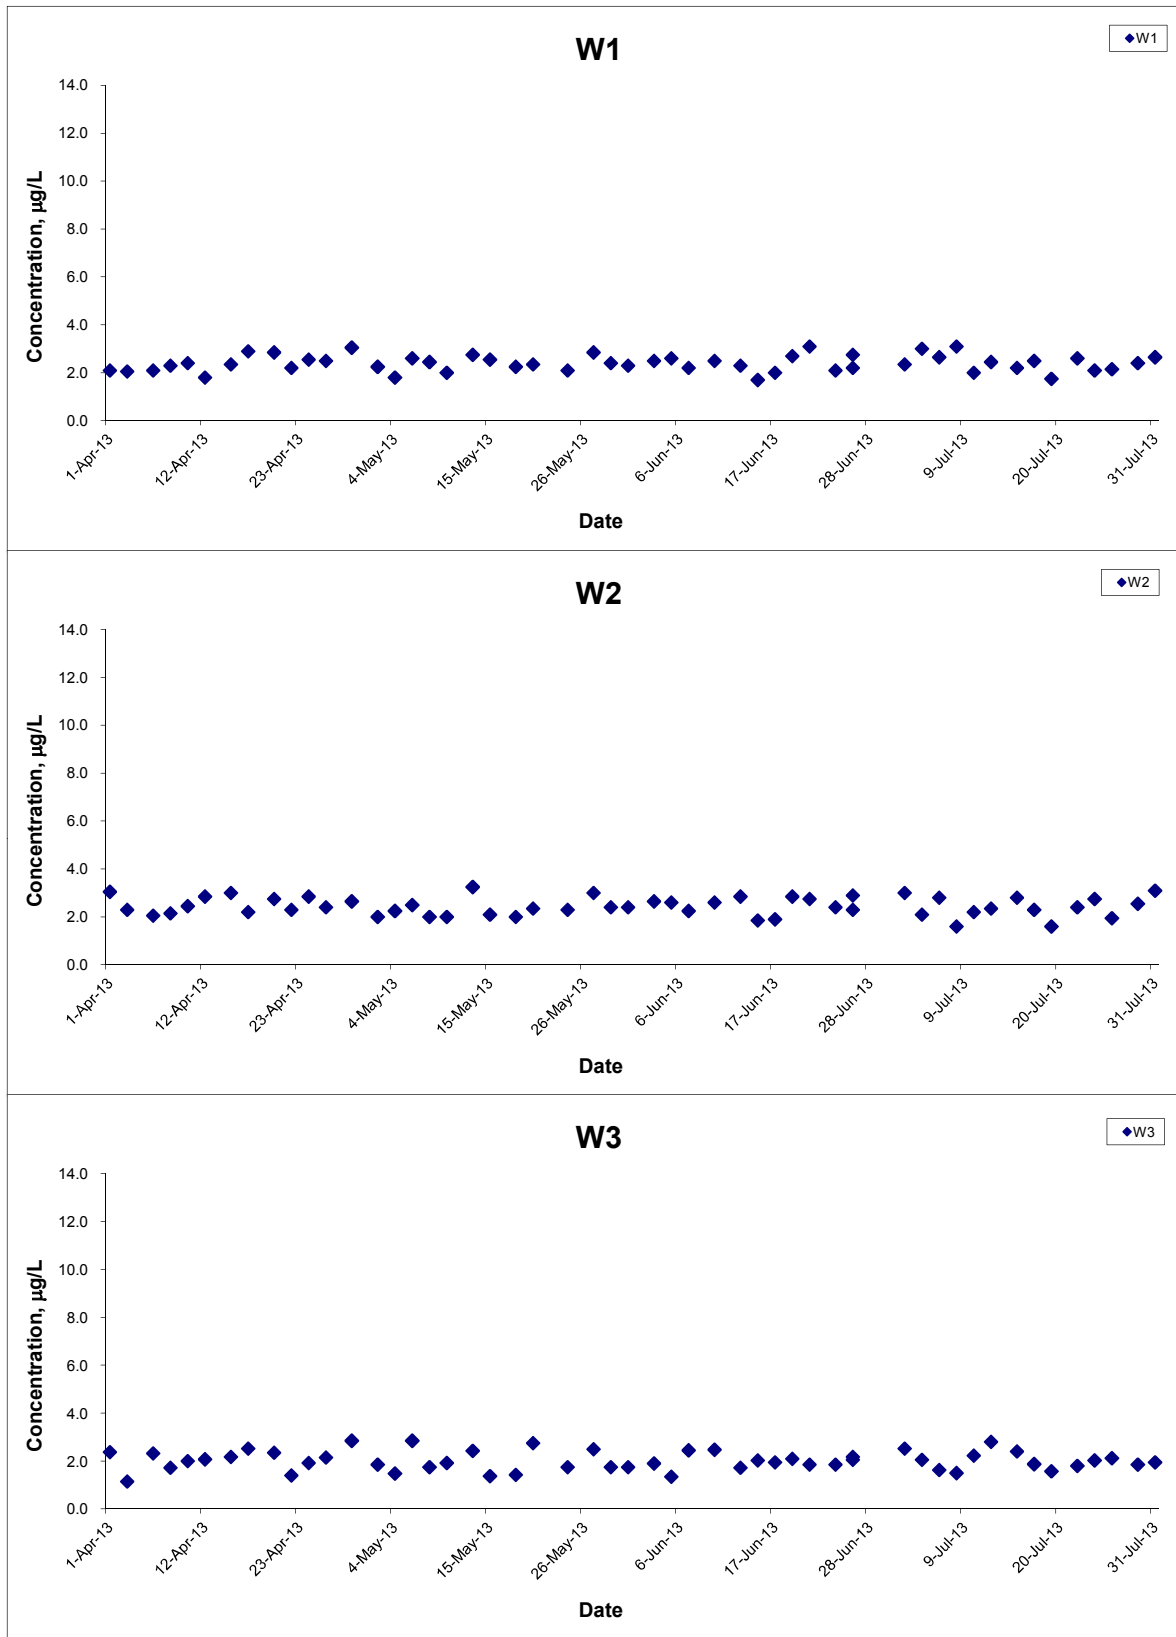 W1
W1
14.0
12.0
10.0
8.0
6.0
4.0
2.0
0.0
Concentration, µg/L
1-Apr-13
12-Apr-13
23-Apr-13
4-May-13
15-May-13
26-May-13
6-Jun-13
17-Jun-13
28-Jun-13
9-Jul-13
20-Jul-13
31-Jul-13
Date
W2
W2
14.0
12.0
10.0
8.0
6.0
4.0
2.0
0.0
Concentration, µg/L
1-Apr-13
12-Apr-13
23-Apr-13
4-May-13
15-May-13
26-May-13
6-Jun-13
17-Jun-13
28-Jun-13
9-Jul-13
20-Jul-13
31-Jul-13
Date
W3
W3
14.0
12.0
10.0
8.0
6.0
4.0
2.0
0.0
Concentration, µg/L
1-Apr-13
12-Apr-13
23-Apr-13
4-May-13
15-May-13
26-May-13
6-Jun-13
17-Jun-13
28-Jun-13
9-Jul-13
20-Jul-13
31-Jul-13
Date